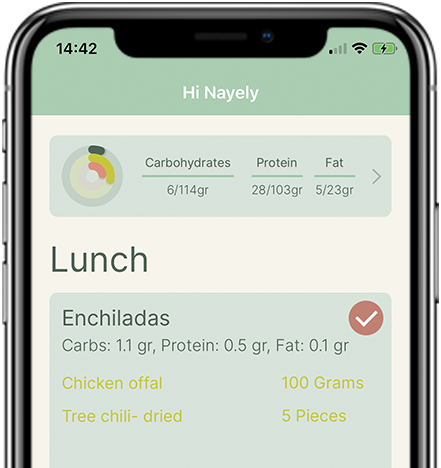 14:42
Hi Nayely
Carbohydrates Protein Fat
6/114gr 28/103gr 5/23gr
Lunch
Enchiladas
Carbs: 1.1 gr, Protein: 0.5 gr, Fat: 0.1 gr
Chicken offal 100 Grams
Tree chili- dried 5 Pieces